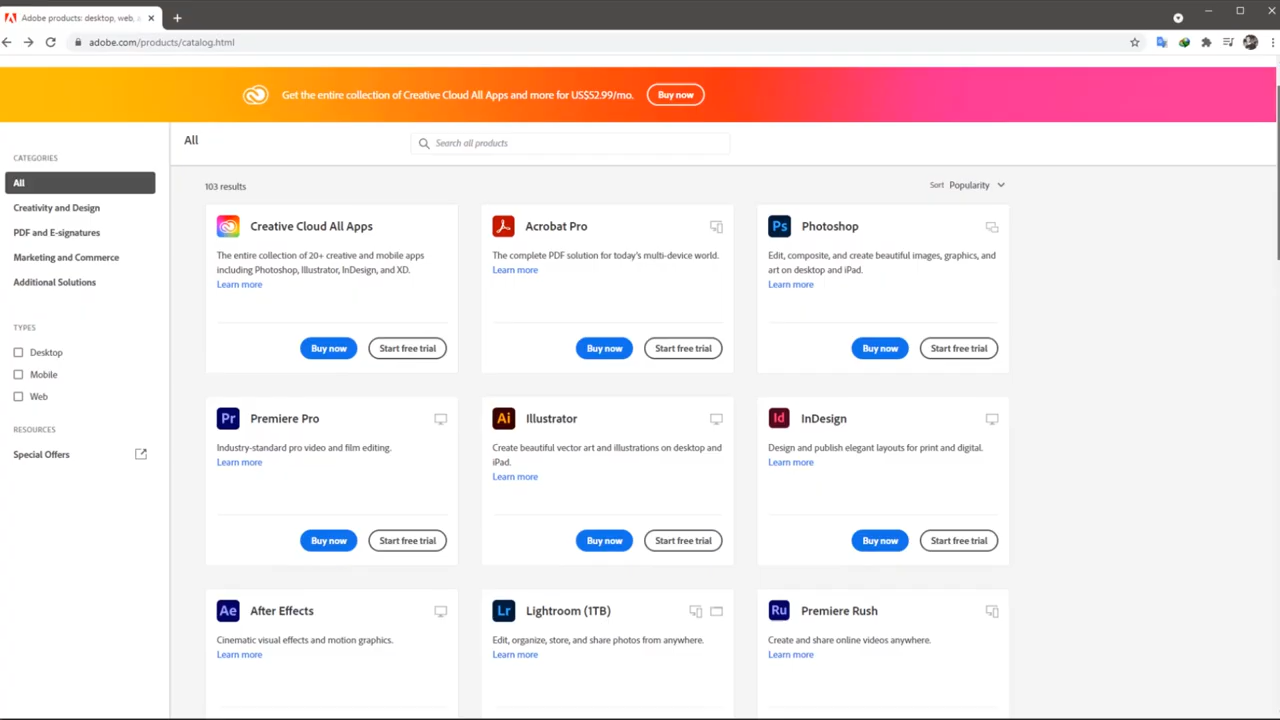 Adobe products: desktop, web, a
adobe.com/products/catalog.html
Get the entire collection of Creative Cloud All Apps and more for US$52.99/mo.
Buy now
CATEGORIES
All
Creativity and Design
PDF and E-signatures
Marketing and Commerce
Additional Solutions
TYPES
Desktop
Mobile
Web
RESOURCES
Special Offers
All
Search all products
103 results
Sort Popularity
Creative Cloud All Apps
The entire collection of 20+ creative and mobile apps
including Photoshop, Illustrator, InDesign, and XD.
Learn more
Buy now
Start free trial
Acrobat Pro
The complete PDF solution for today's multi-device world.
Learn more
Buy now
Start free trial
Ps
Photoshop
Edit, composite, and create beautiful images, graphics, and
art on desktop and iPad.
Learn more
Buy now
Start free trial
Pr
Premiere Pro
Industry-standard pro video and film editing.
Learn more
Buy now
Start free trial
Ai
Illustrator
Create beautiful vector art and illustrations on desktop and
iPad.
Learn more
Buy now
Start free trial
Id
InDesign
Design and publish elegant layouts for print and digital.
Learn more
Buy now
Start free trial
Ae
After Effects
Cinematic visual effects and motion graphics.
Learn more
Lr
Lightroom (1TB)
Edit, organize, store, and share photos from anywhere.
Learn more
Ru
Premiere Rush
Create and share online videos anywhere.
Learn more